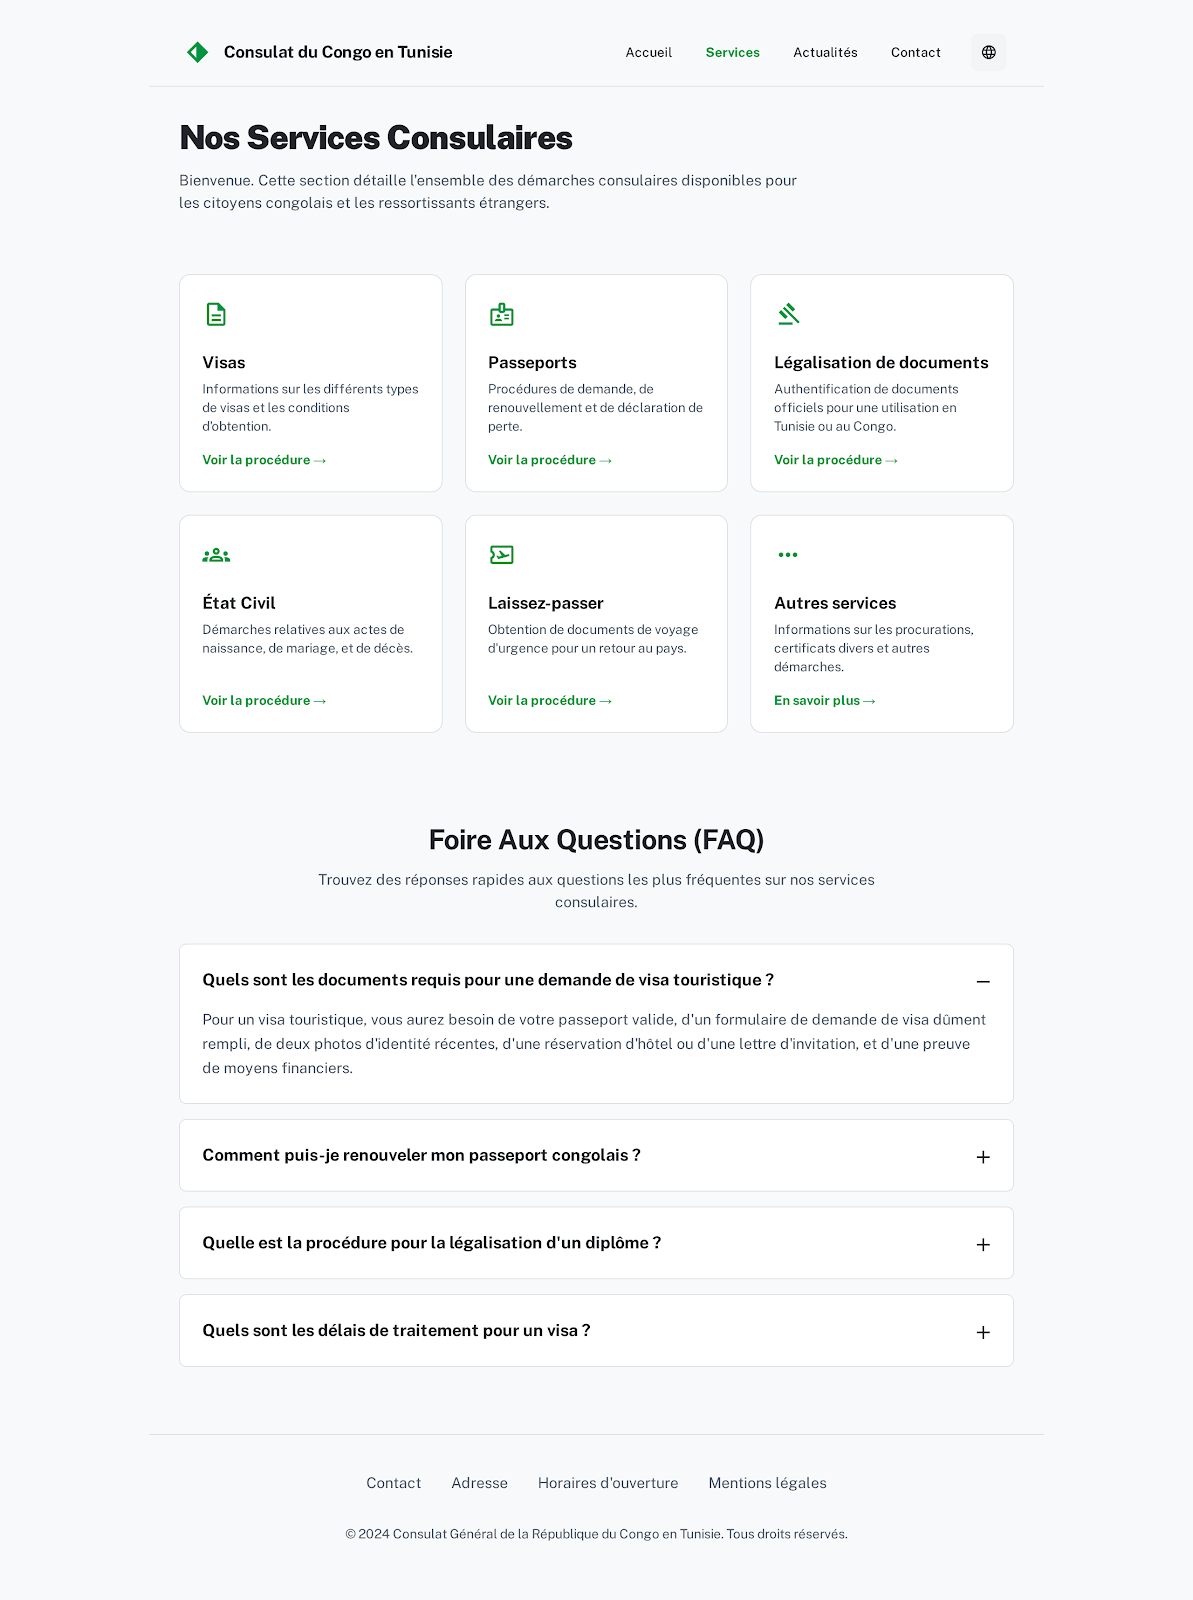 Consulat du Congo en Tunisie
Accueil
Services
Actualités
Contact
Nos Services Consulaires
Bienvenue. Cette section détaille l'ensemble des démarches consulaires disponibles pour
les citoyens congolais et les ressortissants étrangers.
Visas
Informations sur les différents types
de visas et les conditions
d'obtention.
Voir la procédure →
Passeports
Procédures de demande, de
renouvellement et de déclaration de
perte.
Voir la procédure →
Légalisation de documents
Authentification de documents
officiels pour une utilisation en
Tunisie ou au Congo.
Voir la procédure →
État Civil
Démarches relatives aux actes de
naissance, de mariage, et de décès.
Voir la procédure →
Laissez-passer
Obtention de documents de voyage
d'urgence pour un retour au pays.
Voir la procédure →
Autres services
Informations sur les procurations,
certificats divers et autres
démarches.
En savoir plus →
Foire Aux Questions (FAQ)
Trouvez des réponses rapides aux questions les plus fréquentes sur nos services
consulaires.
Quels sont les documents requis pour une demande de visa touristique ?
Pour un visa touristique, vous aurez besoin de votre passeport valide, d'un formulaire de demande de visa dûment
rempli, de deux photos d'identité récentes, d'une réservation d'hôtel ou d'une lettre d'invitation, et d'une preuve
de moyens financiers.
Comment puis-je renouveler mon passeport congolais ?
Quelle est la procédure pour la légalisation d'un diplôme ?
Quels sont les délais de traitement pour un visa ?
Contact
Adresse
Horaires d'ouverture
Mentions légales
© 2024 Consulat Général de la République du Congo en Tunisie. Tous droits réservés.